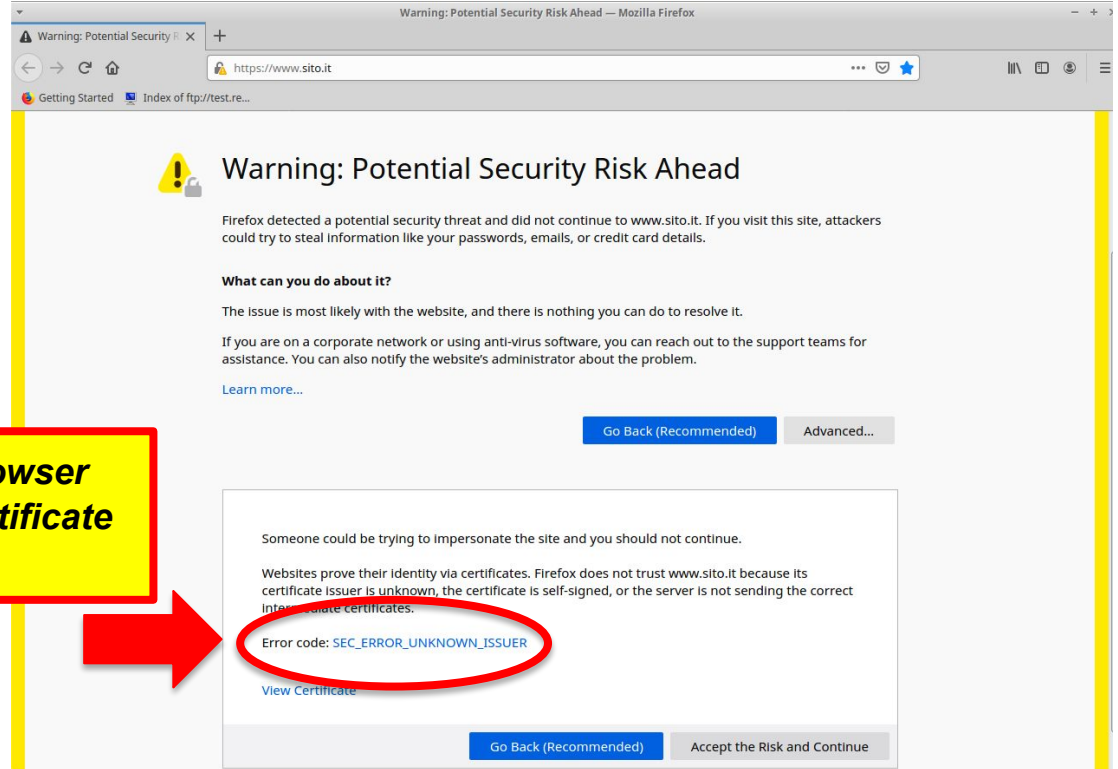 Warning: Potential Security Risk Ahead — Mozilla Firefox
Warning: Potential Security R
https://www.sito.it
Getting Started Index of ftp://test.re...
Warning: Potential Security Risk Ahead
Firefox detected a potential security threat and did not continue to www.sito.it. If you visit this site, attackers
could try to steal information like your passwords, emails, or credit card details.
What can you do about it?
The issue is most likely with the website, and there is nothing you can do to resolve it.
If you are on a corporate network or using anti-virus software, you can reach out to the support teams for
assistance. You can also notify the website's administrator about the problem.
Learn more...
Go Back (Recommended) Advanced...
Someone could be trying to impersonate the site and you should not continue.
Websites prove their identity via certificates. Firefox does not trust www.sito.it because its
certificate issuer is unknown, the certificate is self-signed, or the server is not sending the correct
intermediate certificates.
Error code: SEC_ERROR_UNKNOWN_ISSUER
View Certificate
Go Back (Recommended) Accept the Risk and Continue